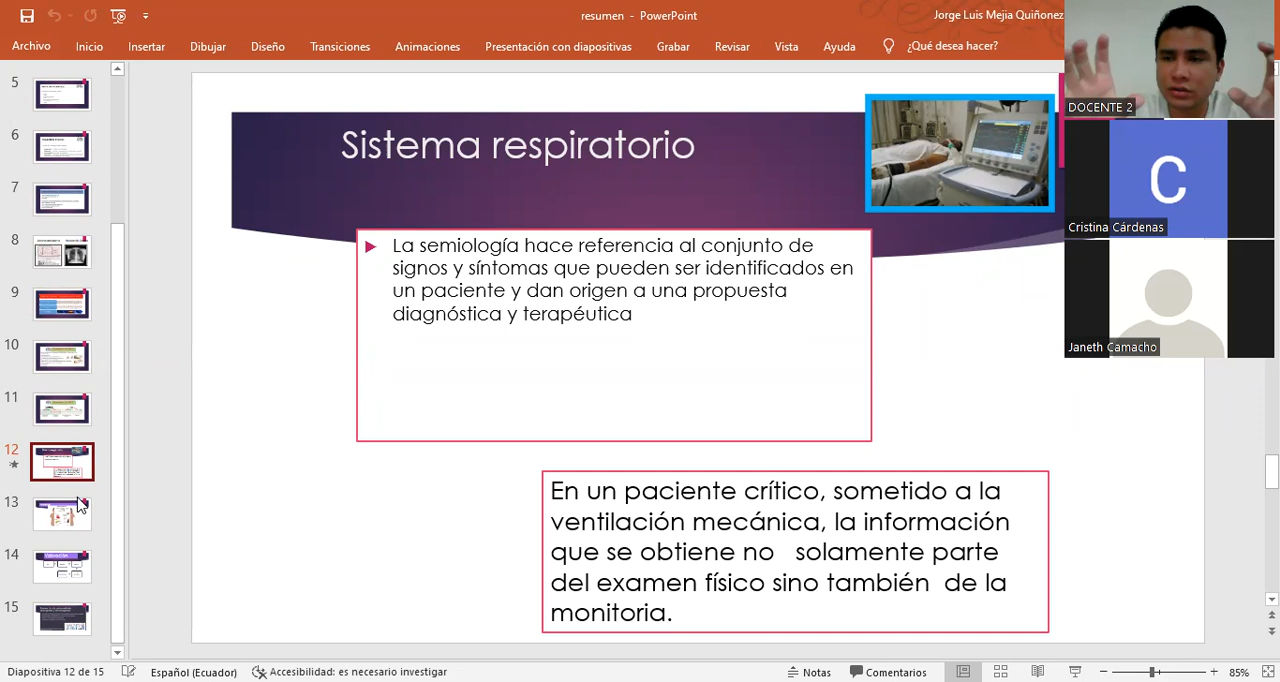 resumen - PowerPoint
Jorge Luis Mejia Quiñonez
Archivo
Inicio
Insertar
Dibujar
Diseño
Transiciones
Animaciones
Presentación con diapositivas
Grabar
Revisar
Vista
Ayuda
¿Qué desea hacer?
5
6
7
8
9
10
11
12
13
14
15
Sistema respiratorio
La semiología hace referencia al conjunto de
signos y síntomas que pueden ser identificados en
un paciente y dan origen a una propuesta
diagnóstica y terapéutica
En un paciente crítico, sometido a la
ventilación mecánica, la información
que se obtiene no solamente parte
del examen físico sino también de la
monitoria.
DOCENTE 2
C
Cristina Cárdenas
Janeth Camacho
Diapositiva 12 de 15
Español (Ecuador)
Accesibilidad: es necesario investigar
Notas
Comentarios
85%